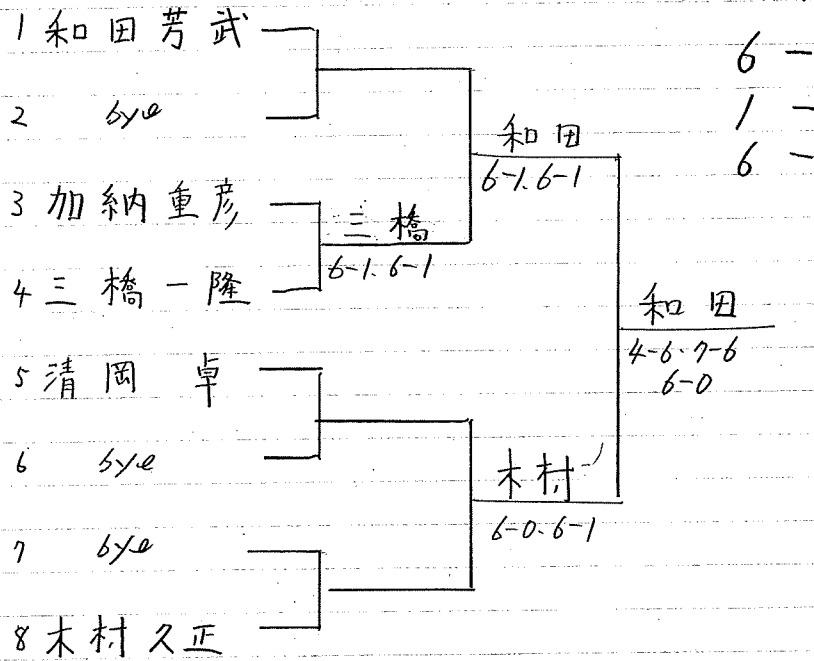 1 和田芳武
2 bye
3 加納重彦
4 三橋一隆
5 清岡 卓
6 bye
7 bye
8 木村久正
三橋
6-1. 6-1
和田
6-1. 6-1
木村
6-0. 6-1
和田
4-6. 7-6
6-0
6 -
1 -
6 -